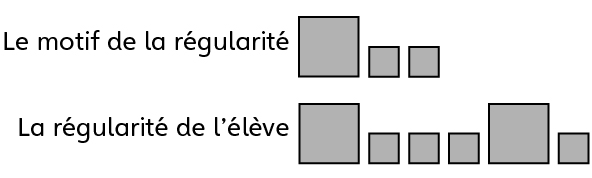 Le motif de la régularité
La régularité de l’élève